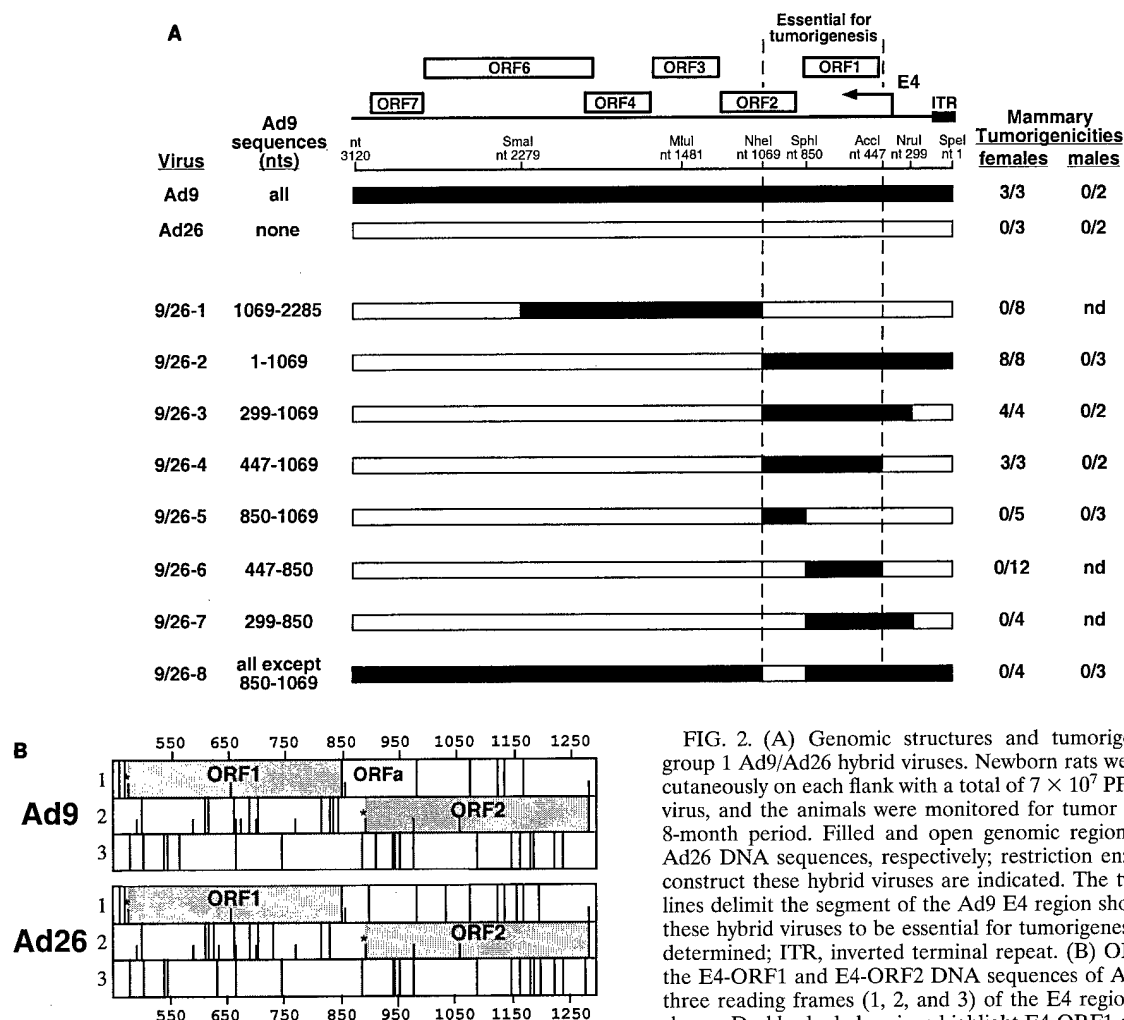 A
Essential for
tumorigenesis
ORF6
ORF3
ORF1
E4
ORF7
ORF4
ORF2
ITR
Virus
Ad9
sequences
(nts)
nt
3120
SmaI
nt 2279
MluI
nt 1481
NheI
nt 1069
SphI
nt 850
AccI
nt 447
NruI
nt 299
SpeI
nt 1
Mammary
Tumorigenicities
females males
Ad9 all 3/3 0/2
Ad26 none 0/3 0/2
9/26-1 1069-2285 0/8 nd
9/26-2 1-1069 8/8 0/3
9/26-3 299-1069 4/4 0/2
9/26-4 447-1069 3/3 0/2
9/26-5 850-1069 0/5 0/3
9/26-6 447-850 0/12 nd
9/26-7 299-850 0/4 nd
9/26-8 all except
850-1069 0/4 0/3
B
550 650 750 850 950 1050 1150 1250
Ad9
1 ORF1 ORFa
2 * ORF2
3
Ad26
1 ORF1
2 * ORF2
3
550 650 750 850 950 1050 1150 1250
FIG. 2. (A) Genomic structures and tumorige
group 1 Ad9/Ad26 hybrid viruses. Newborn rats we
cutaneously on each flank with a total of 7 × 10⁷ PF
virus, and the animals were monitored for tumor
8-month period. Filled and open genomic region
Ad26 DNA sequences, respectively; restriction en
construct these hybrid viruses are indicated. The t
lines delimit the segment of the Ad9 E4 region sho
these hybrid viruses to be essential for tumorigenes
determined; ITR, inverted terminal repeat. (B) O
the E4-ORF1 and E4-ORF2 DNA sequences of A
three reading frames (1, 2, and 3) of the E4 regio